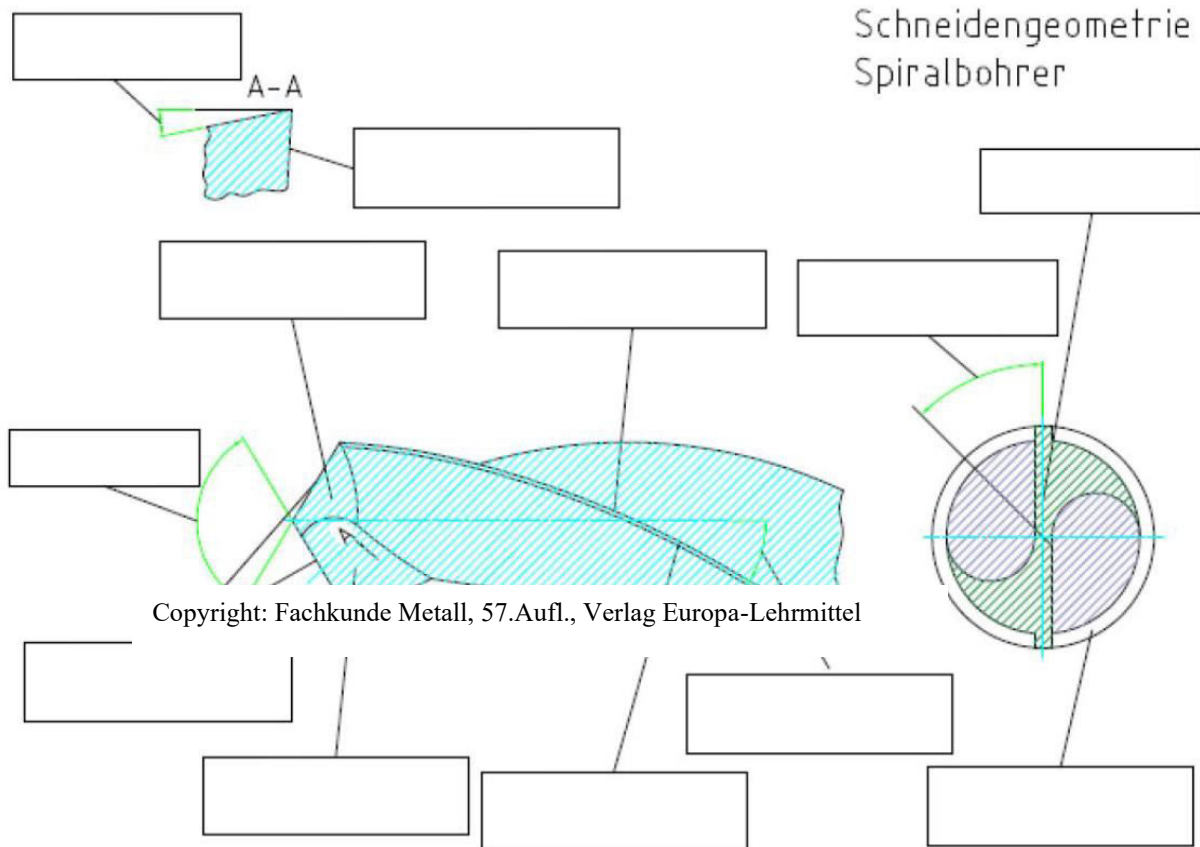 Schneidengeometrie
Spiralbohrer
A-A
A
Copyright: Fachkunde Metall, 57.Aufl., Verlag Europa-Lehrmittel